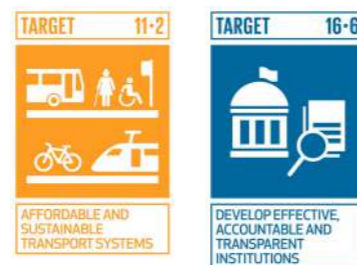 TARGET 11·2
AFFORDABLE AND
SUSTAINABLE
TRANSPORT SYSTEMS
TARGET 16·6
DEVELOP EFFECTIVE,
ACCOUNTABLE AND
TRANSPARENT
INSTITUTIONS